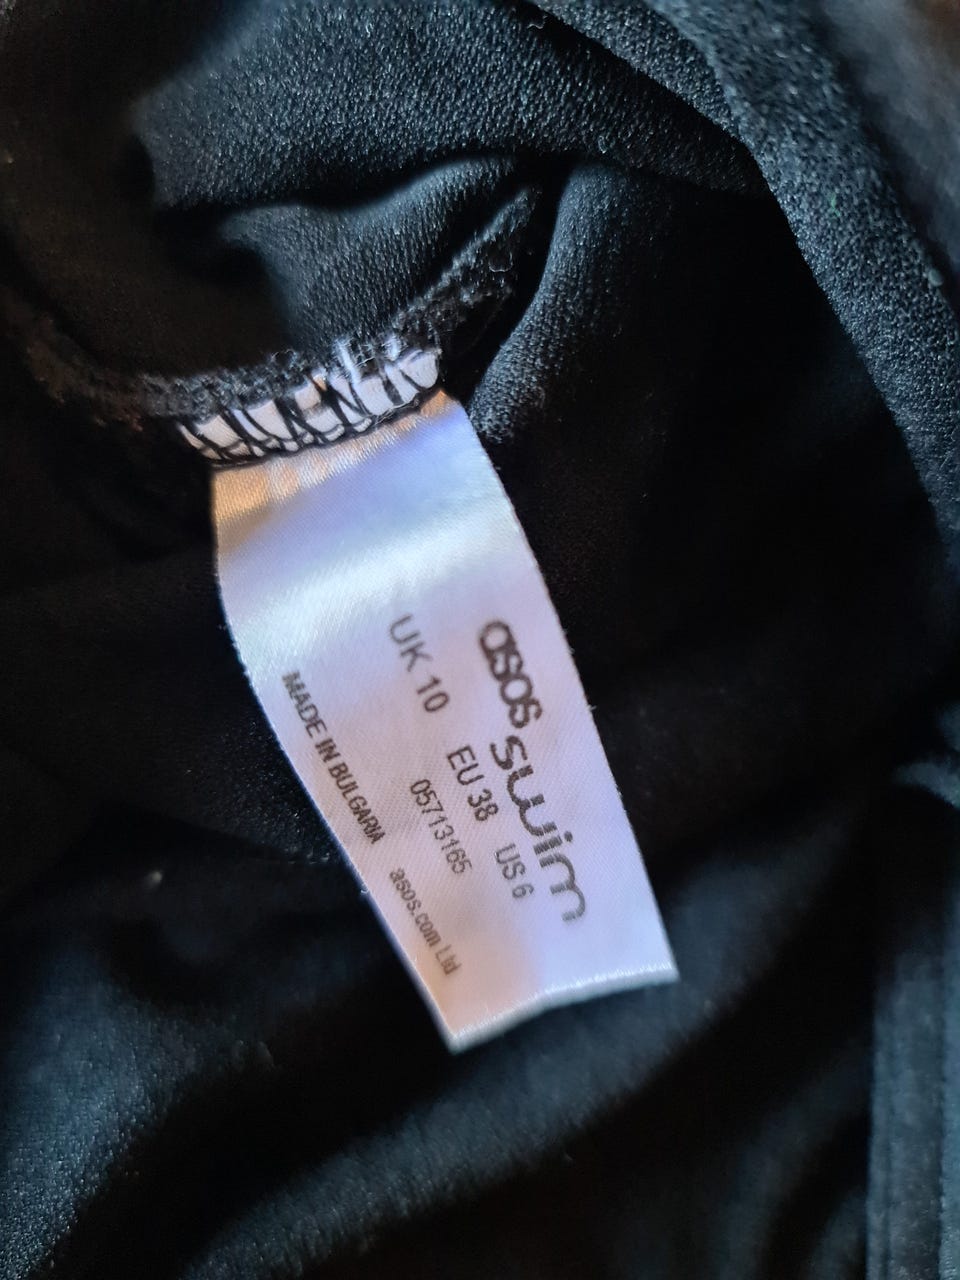 asos swim
UK 10 EU 38 US 6
05713165
MADE IN BULGARIA asos.com Ltd